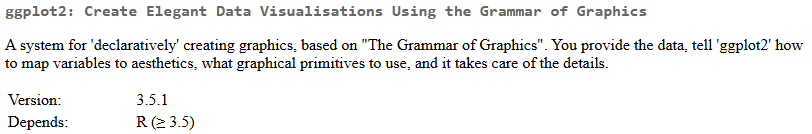 ggplot2: Create Elegant Data Visualisations Using the Grammar of Graphics
A system for 'declaratively' creating graphics, based on "The Grammar of Graphics". You provide the data, tell 'ggplot2' how
to map variables to aesthetics, what graphical primitives to use, and it takes care of the details.
Version: 3.5.1
Depends: R (≥ 3.5)